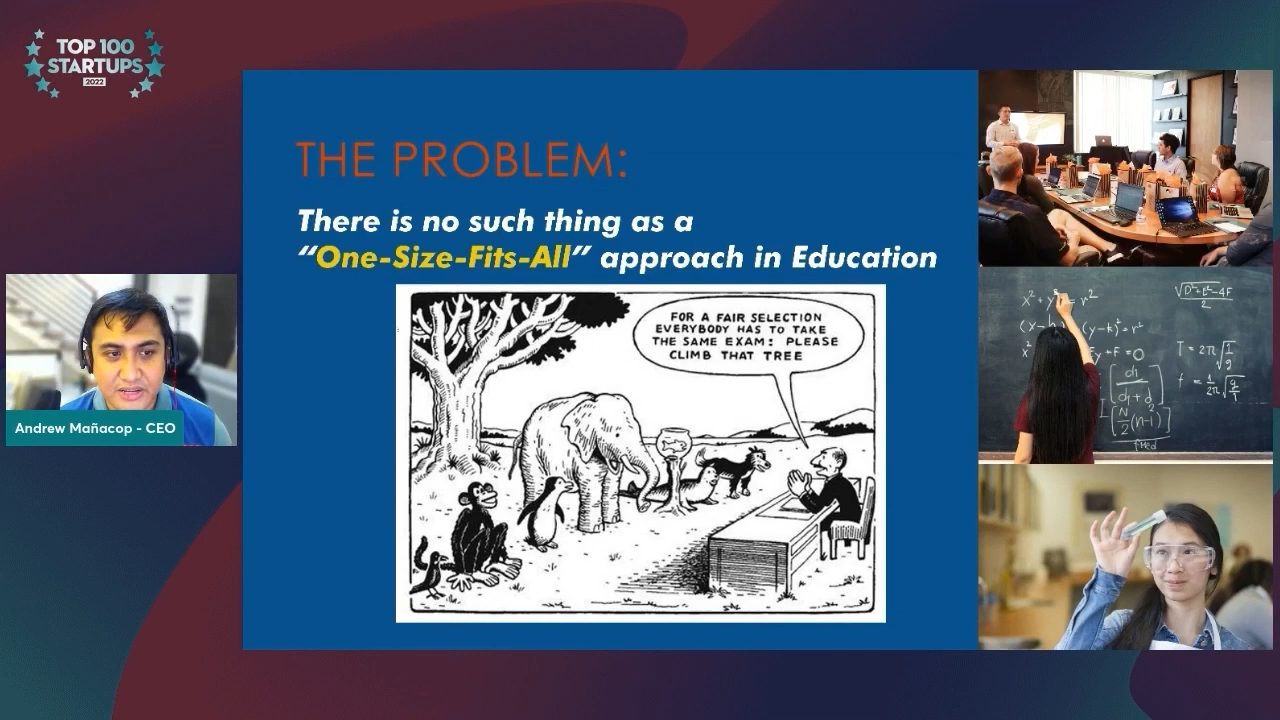 TOP 100
STARTUPS
2022
THE PROBLEM:
There is no such thing as a
“One-Size-Fits-All” approach in Education
FOR A FAIR SELECTION
EVERYBODY HAS TO TAKE
THE SAME EXAM: PLEASE
CLIMB THAT TREE
Andrew Mañacop - CEO